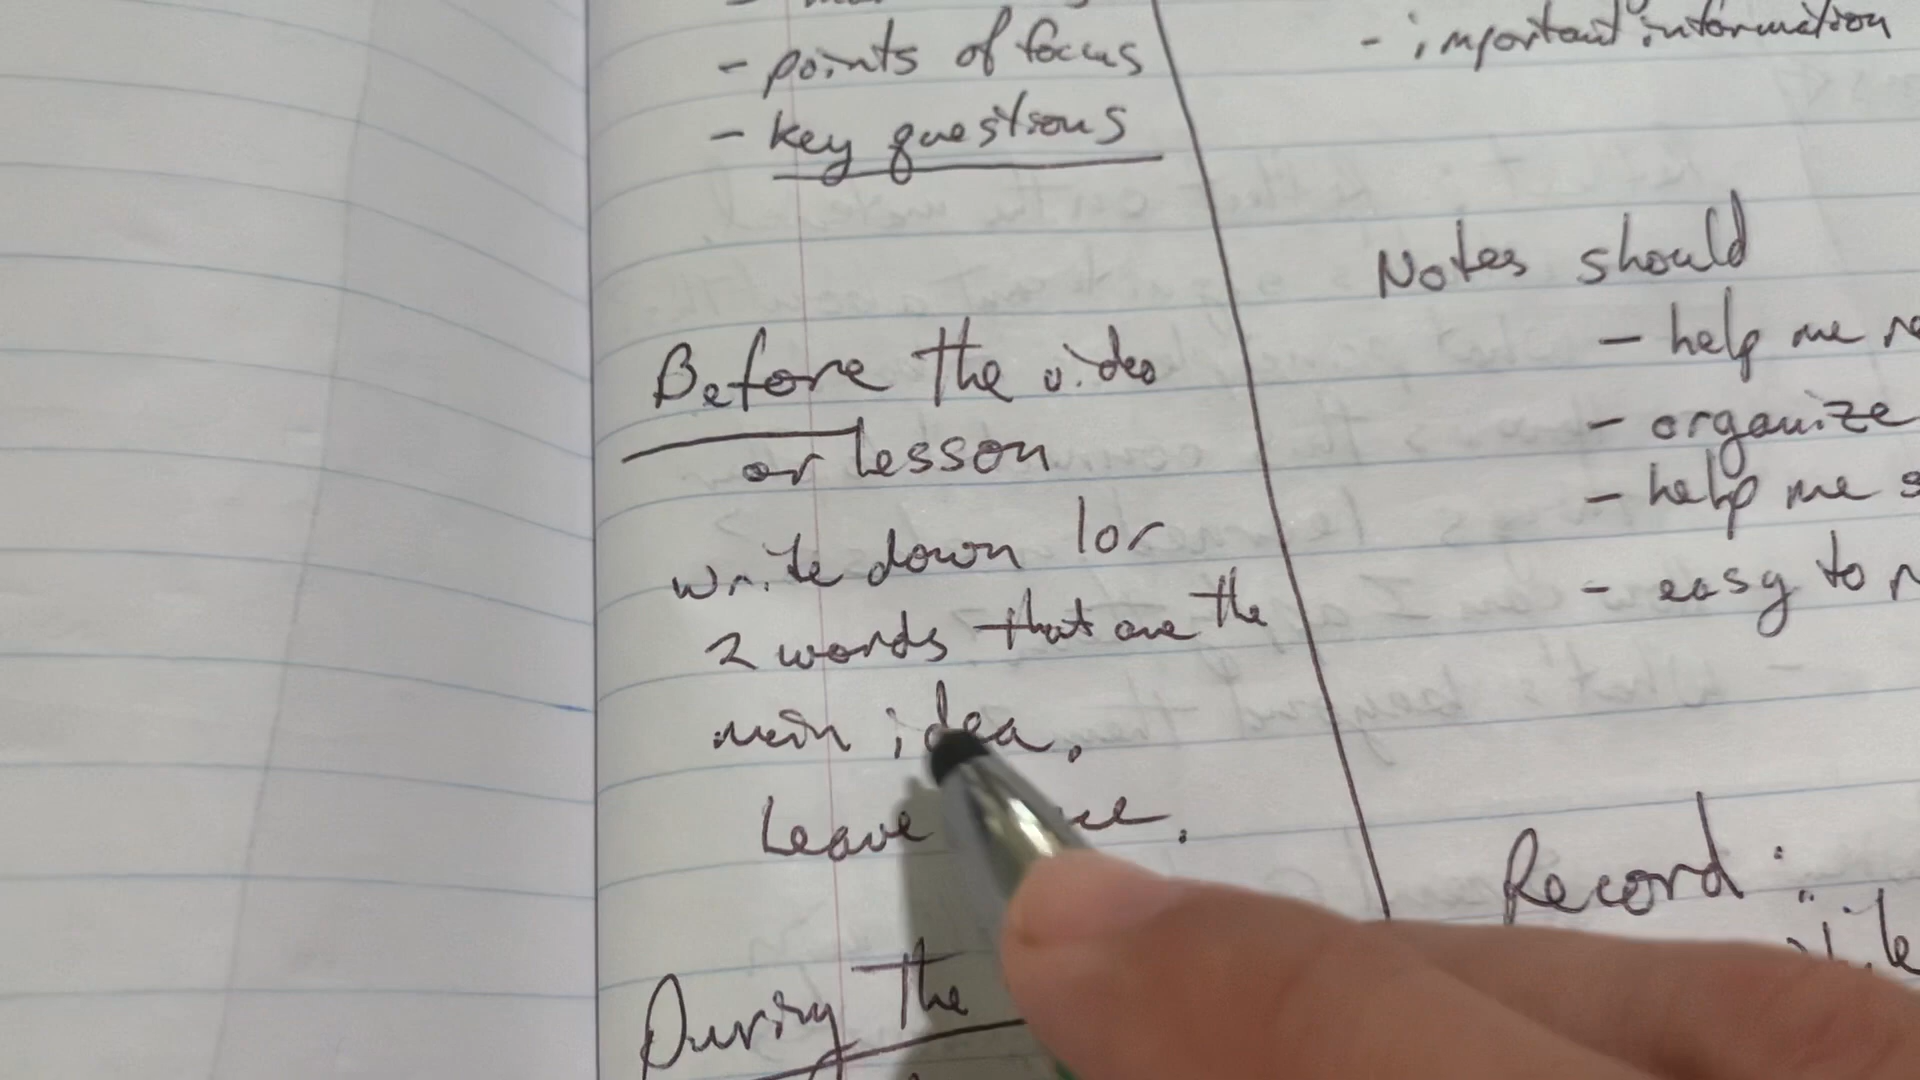 - points of focus
- key questions
Before the video
or lesson
write down 1 or
2 words that are the
main idea.
Leave
During the
- important information
Notes should
- help me
- organize
- help me
- easy to
Record :